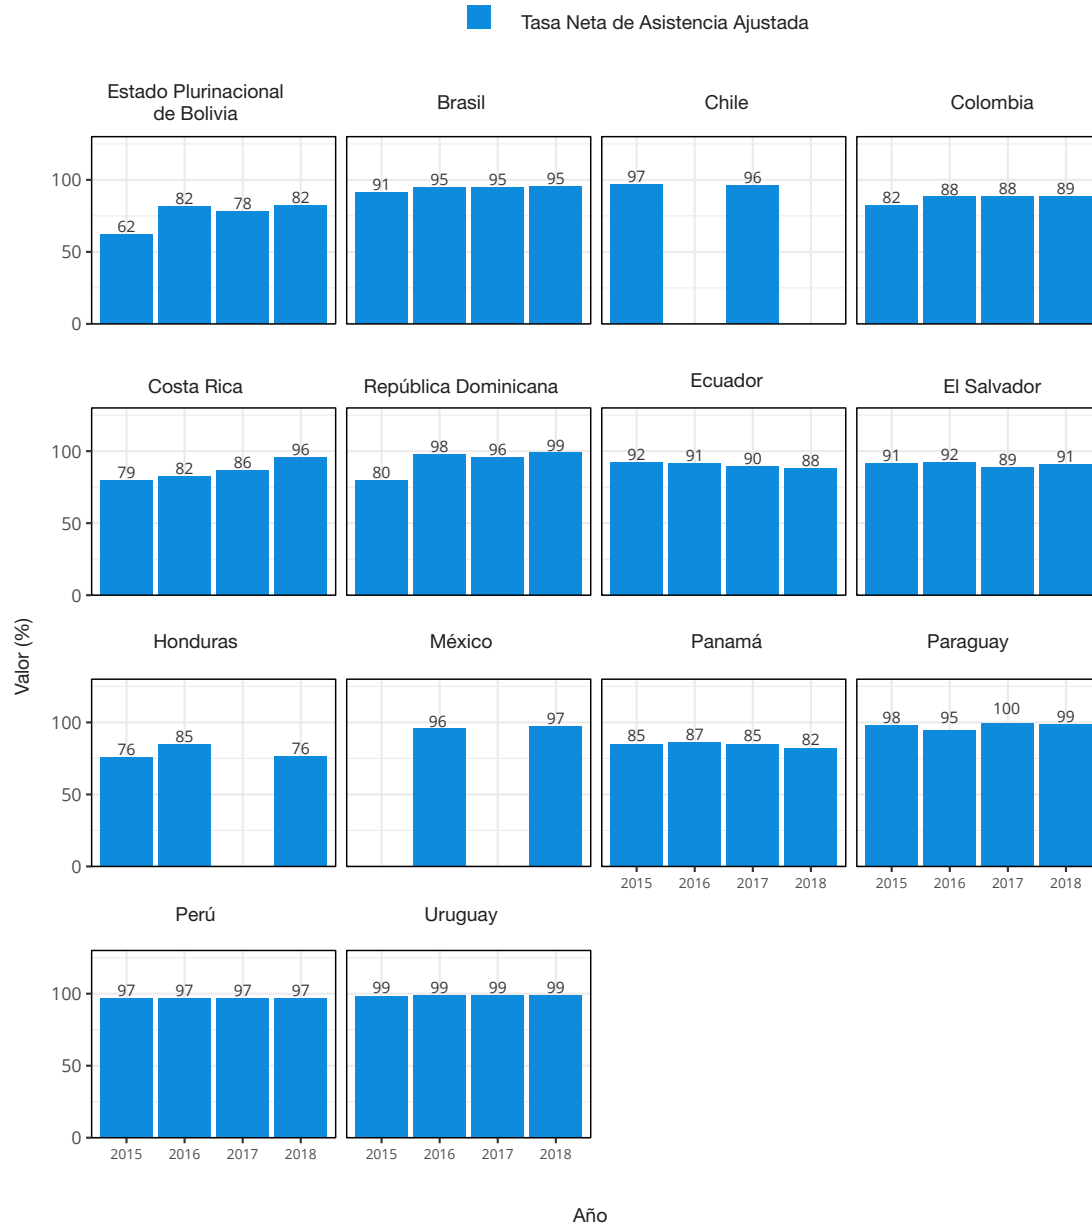 Tasa Neta de Asistencia Ajustada
Estado Plurinacional
de Bolivia
Brasil
Chile
Colombia
100
50
0
62
82
78
82
91
95
95
95
97
96
82
88
88
89
Costa Rica
República Dominicana
Ecuador
El Salvador
100
50
0
79
82
86
96
80
98
96
99
92
91
90
88
91
92
89
91
Valor (%)
Honduras
México
Panamá
Paraguay
100
50
0
76
85
76
96
97
85
87
85
82
98
95
100
99
2015 2016 2017 2018
2015 2016 2017 2018
Perú
Uruguay
100
50
0
97
97
97
97
99
99
99
99
2015 2016 2017 2018
2015 2016 2017 2018
Año